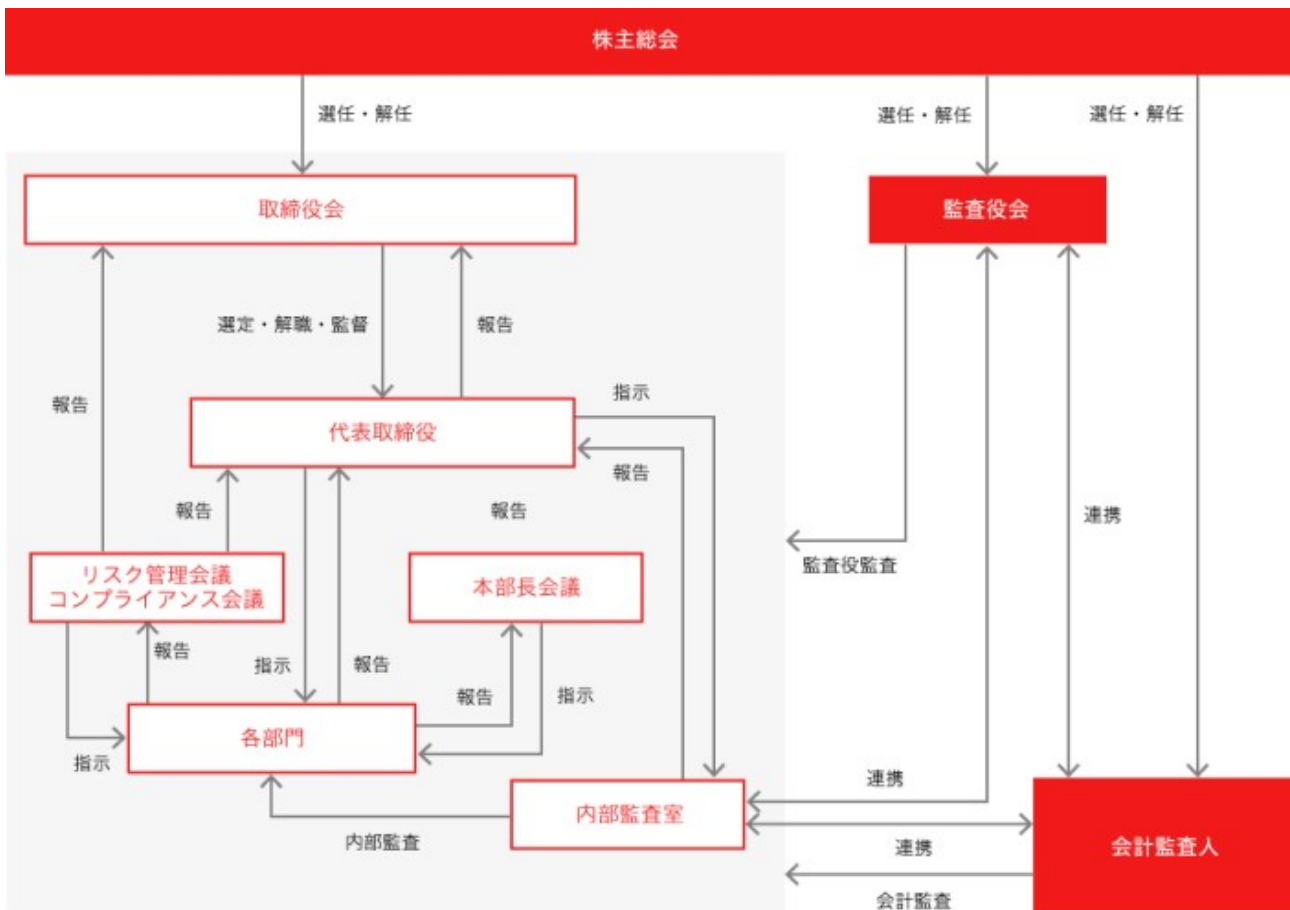 株主総会
選任・解任
選任・解任
選任・解任
取締役会
監査役会
選定・解職・監督
報告
報告
指示
代表取締役
報告
報告
報告
連携
監査役監査
リスク管理会議
コンプライアンス会議
本部長会議
報告
指示
報告
報告
指示
各部門
指示
連携
内部監査室
内部監査
連携
会計監査人
会計監査